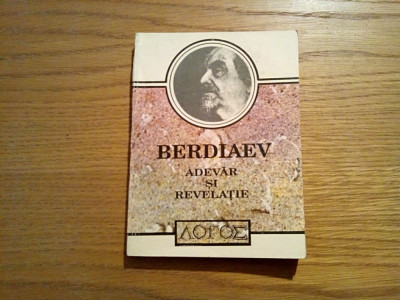 BERDIAEV
ADEVĂR
ŞI
REVELAŢIE
ΛΟΓΟΣ